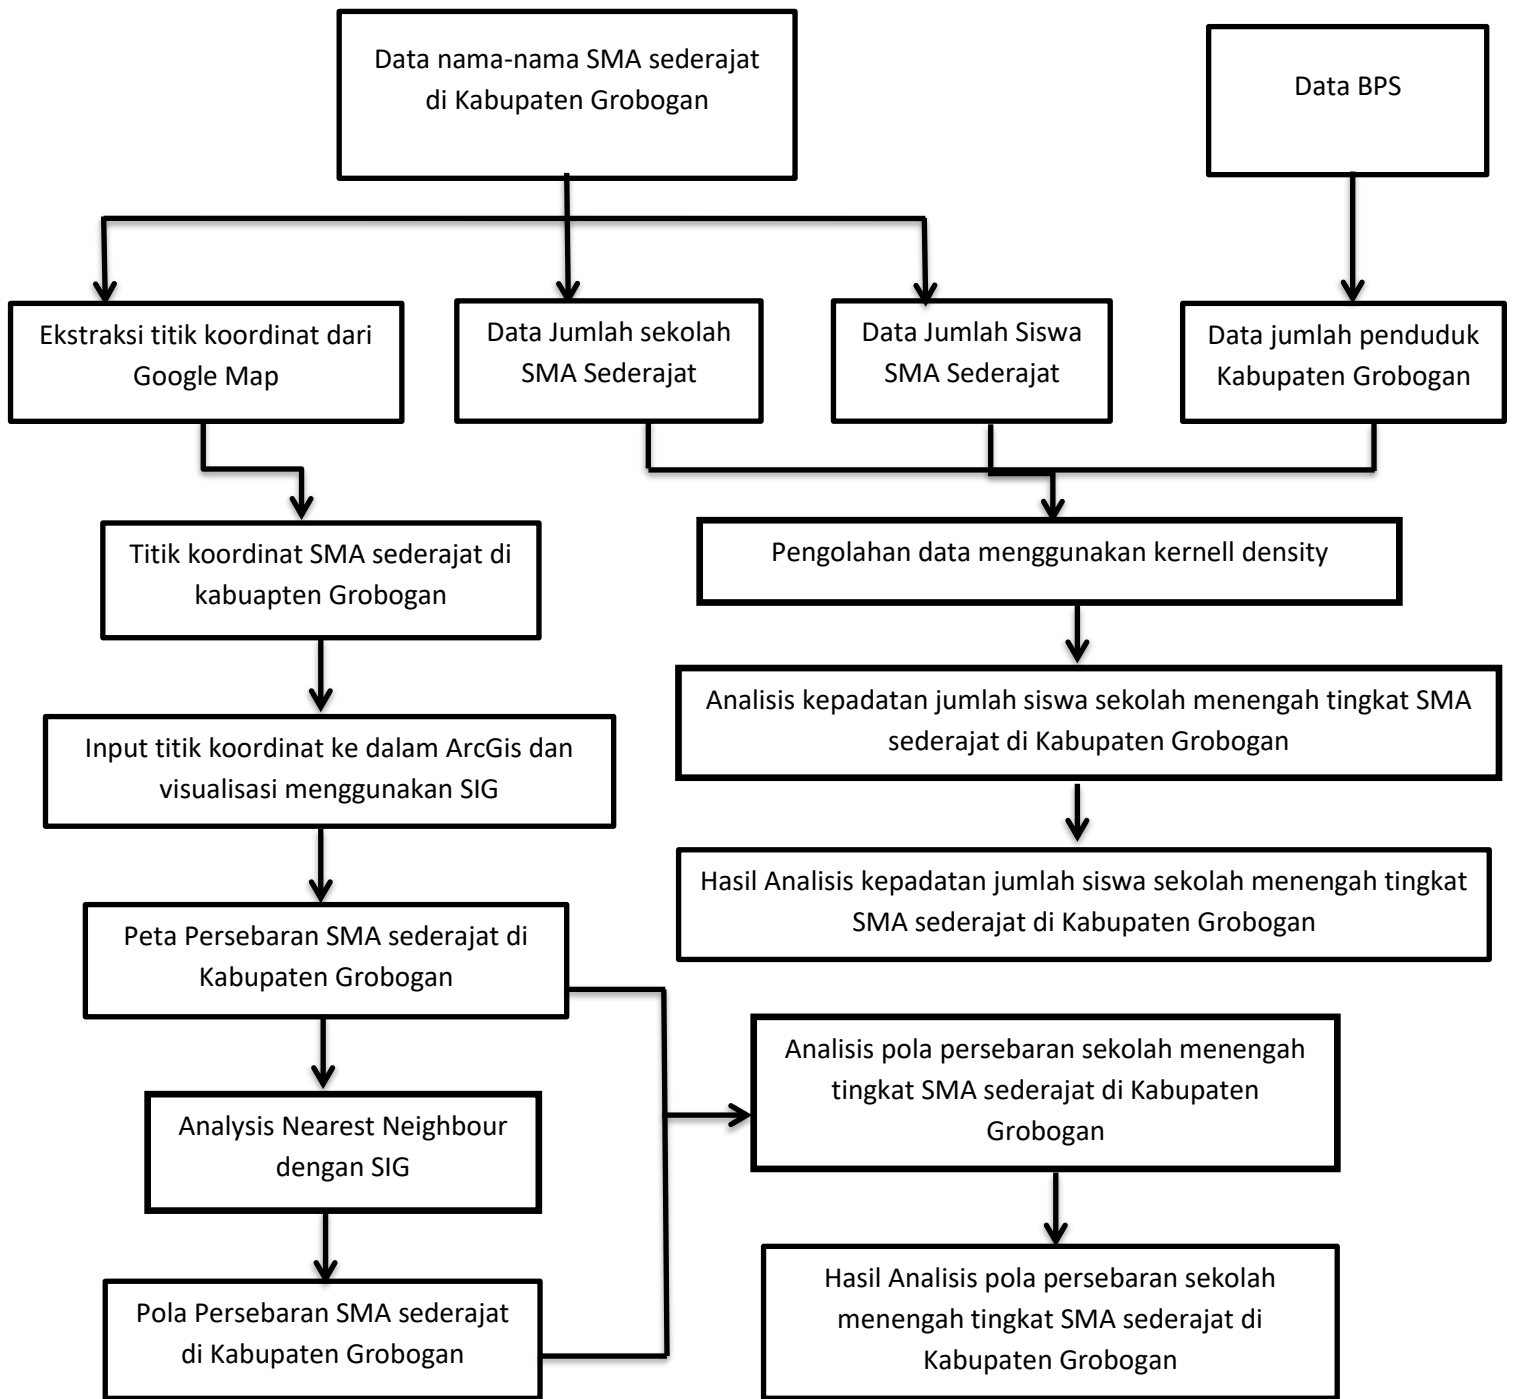 Data nama-nama SMA sederajat
di Kabupaten Grobogan
Data BPS
Ekstraksi titik koordinat dari
Google Map
Data Jumlah sekolah
SMA Sederajat
Data Jumlah Siswa
SMA Sederajat
Data jumlah penduduk
Kabupaten Grobogan
Titik koordinat SMA sederajat di
kabuapten Grobogan
Pengolahan data menggunakan kernell density
Analisis kepadatan jumlah siswa sekolah menengah tingkat SMA
sederajat di Kabupaten Grobogan
Input titik koordinat ke dalam ArcGis dan
visualisasi menggunakan SIG
Hasil Analisis kepadatan jumlah siswa sekolah menengah tingkat
SMA sederajat di Kabupaten Grobogan
Peta Persebaran SMA sederajat di
Kabupaten Grobogan
Analisis pola persebaran sekolah menengah
tingkat SMA sederajat di Kabupaten
Grobogan
Analysis Nearest Neighbour
dengan SIG
Hasil Analisis pola persebaran sekolah
menengah tingkat SMA sederajat di
Kabupaten Grobogan
Pola Persebaran SMA sederajat
di Kabupaten Grobogan